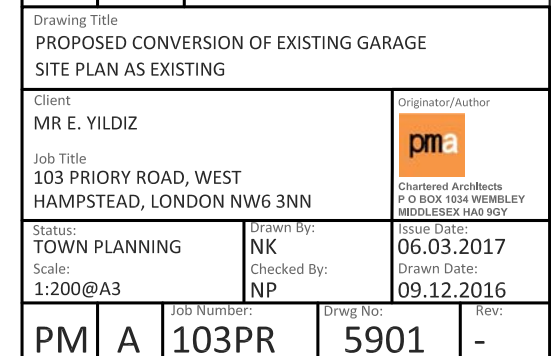 Drawing Title
PROPOSED CONVERSION OF EXISTING GARAGE
SITE PLAN AS EXISTING
Client
MR E. YILDIZ
Job Title
103 PRIORY ROAD, WEST
HAMPSTEAD, LONDON NW6 3NN
Originator/Author
pma
Chartered Architects
P O BOX 1034 WEMBLEY
MIDDLESEX HA0 9GY
Status:
TOWN PLANNING
Scale:
1:200@A3
Drawn By:
NK
Checked By:
NP
Issue Date:
06.03.2017
Drawn Date:
09.12.2016
PM
A
Job Number:
103PR
Drwg No:
5901
Rev:
-